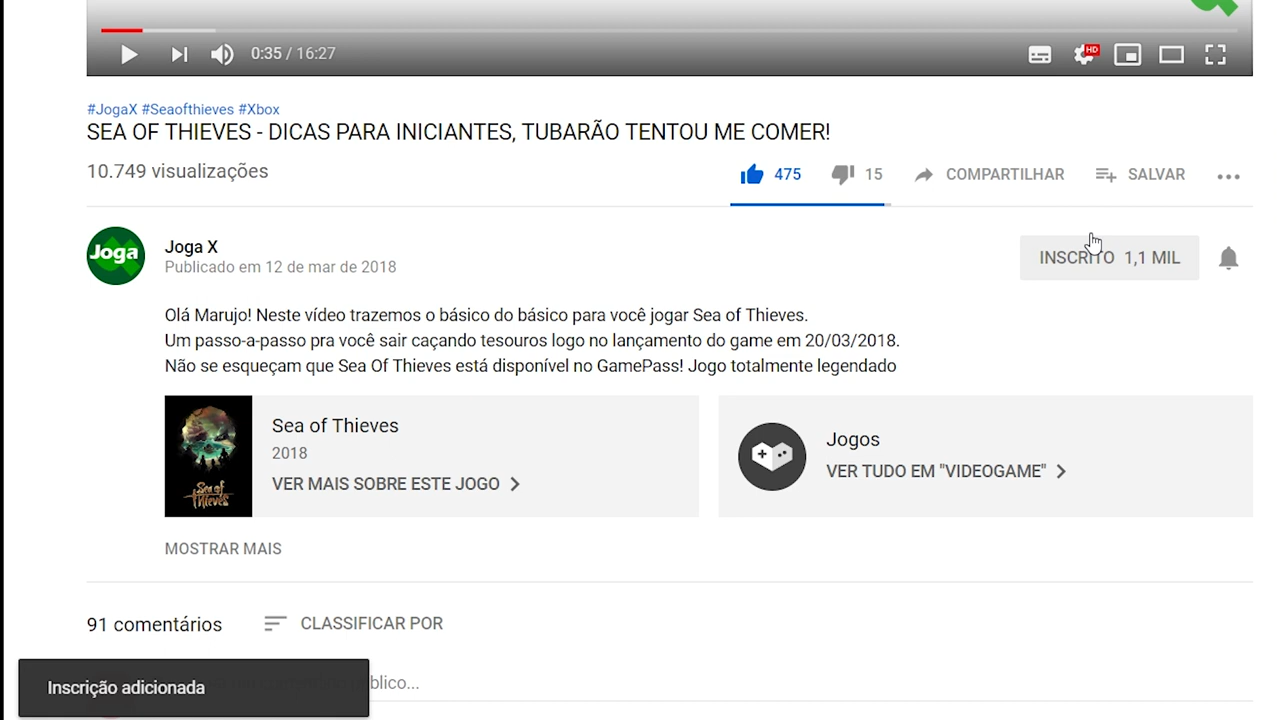 0:35 / 16:27
HD
#JogaX #Seaofthieves #Xbox
SEA OF THIEVES - DICAS PARA INICIANTES, TUBARÃO TENTOU ME COMER!
10.749 visualizações
475
15
COMPARTILHAR
SALVAR
Joga
Joga X
Publicado em 12 de mar de 2018
INSCRITO 1,1 MIL
Olá Marujo! Neste vídeo trazemos o básico do básico para você jogar Sea of Thieves.
Um passo-a-passo pra você sair caçando tesouros logo no lançamento do game em 20/03/2018.
Não se esqueçam que Sea Of Thieves está disponível no GamePass! Jogo totalmente legendado
Sea of Thieves
Sea of Thieves
2018
VER MAIS SOBRE ESTE JOGO
Jogos
VER TUDO EM "VIDEOGAME"
MOSTRAR MAIS
91 comentários
CLASSIFICAR POR
Inscrição adicionada